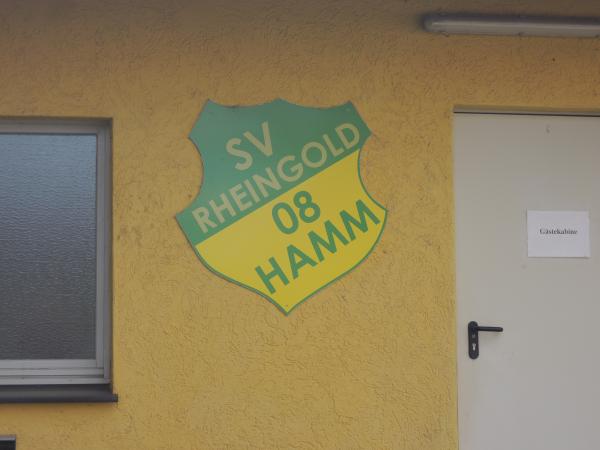 SV
RHEINGOLD
08
HAMM
Gästekabine